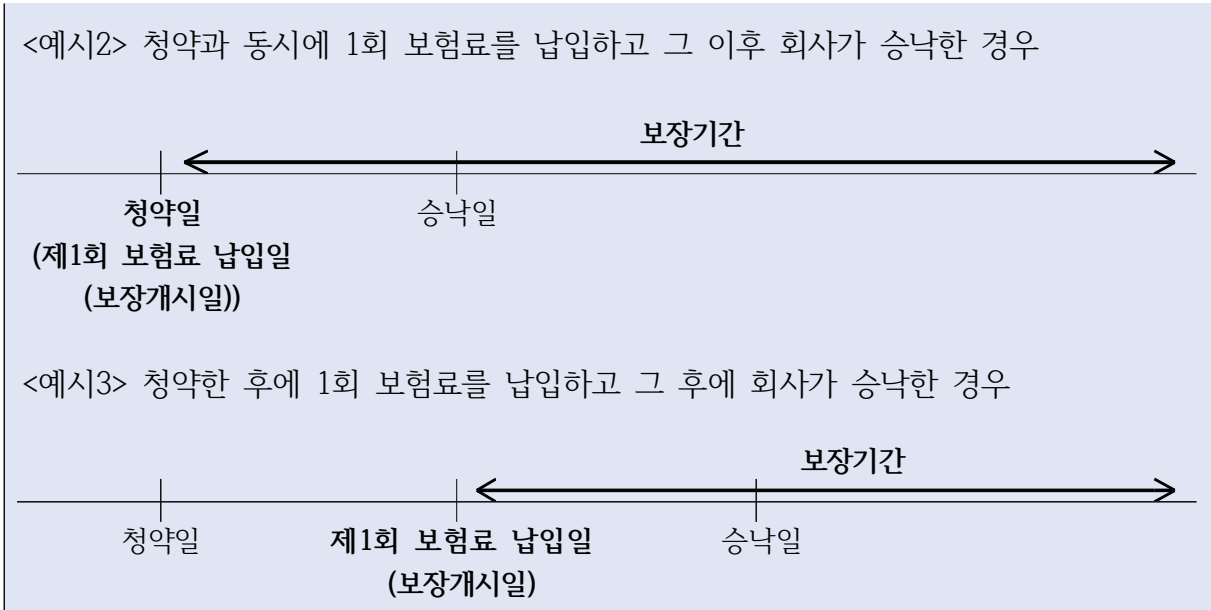 <예시2> 청약과 동시에 1회 보험료를 납입하고 그 이후 회사가 승낙한 경우
보장기간
청약일 승낙일
(제1회 보험료 납입일
(보장개시일))
<예시3> 청약한 후에 1회 보험료를 납입하고 그 후에 회사가 승낙한 경우
보장기간
청약일 제1회 보험료 납입일 승낙일
(보장개시일)